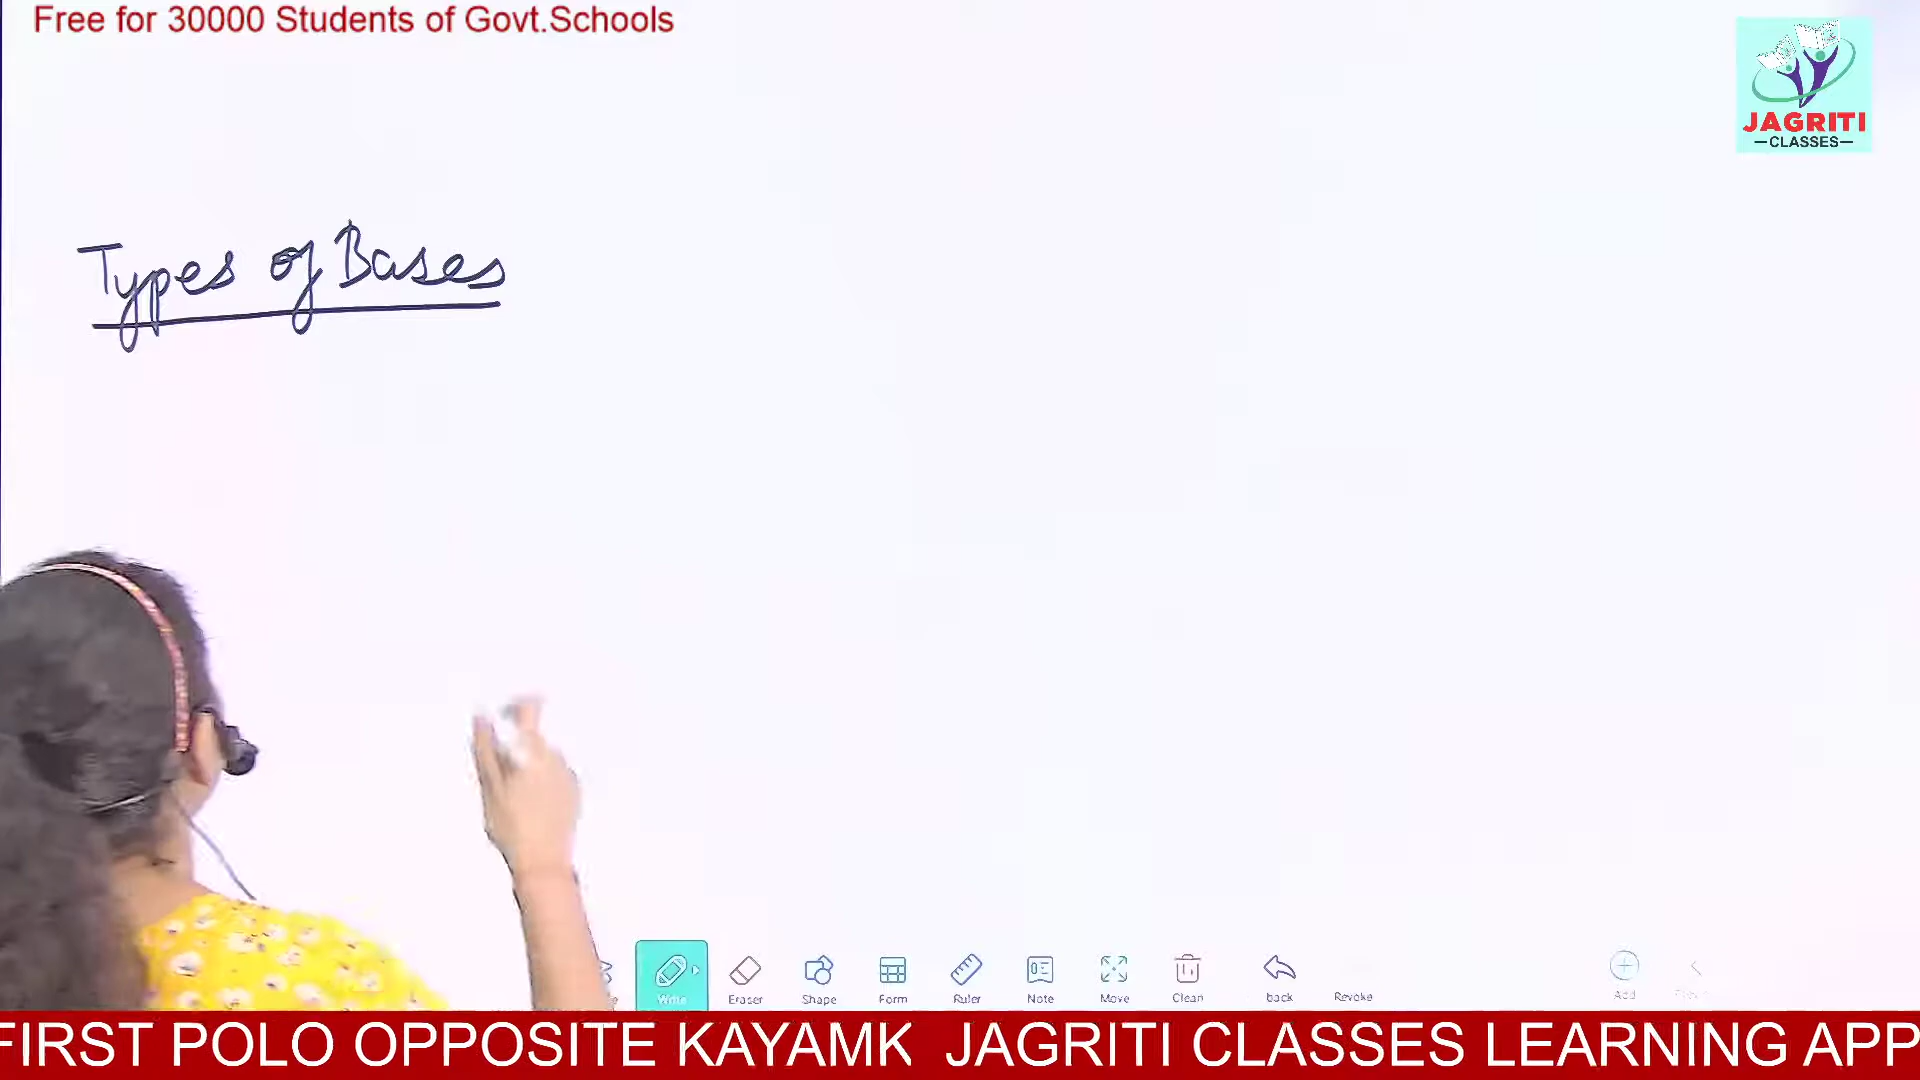 Free for 30000 Students of Govt.Schools
JAGRITI
CLASSES
Types of Bases
Write
Eraser
Shape
Form
Ruler
Note
Move
Clean
back
Revoke
Add
FIRST POLO OPPOSITE KAYAMK JAGRITI CLASSES LEARNING APP